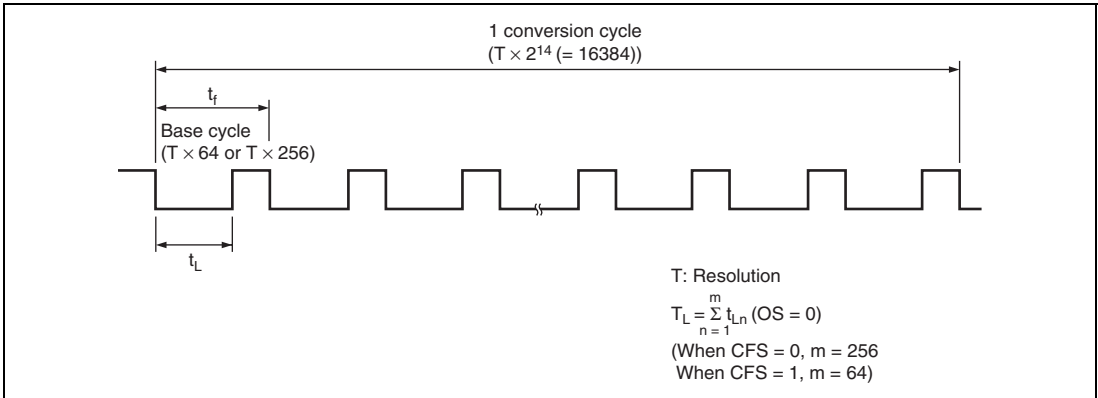 1 conversion cycle
(T × 2¹⁴ (= 16384))
t_f
Base cycle
(T × 64 or T × 256)
t_L
T: Resolution
m
T_L = Σ t_Ln (OS = 0)
n = 1
(When CFS = 0, m = 256
When CFS = 1, m = 64)